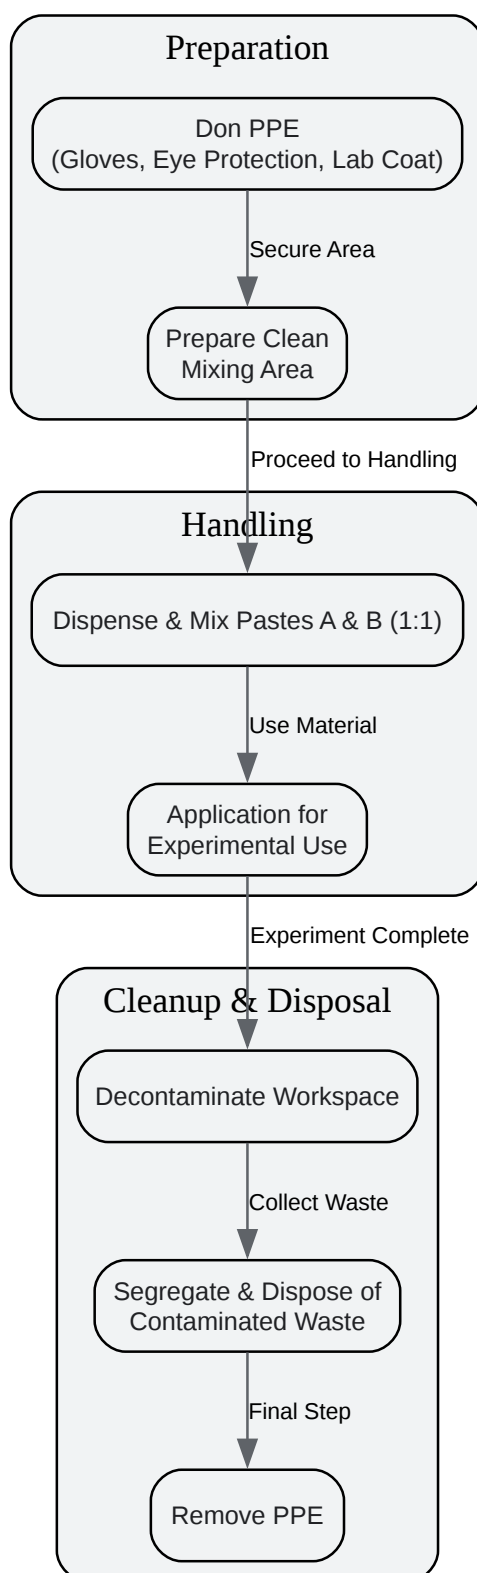 Preparation
Don PPE
(Gloves, Eye Protection, Lab Coat)
Secure Area
Prepare Clean
Mixing Area
Proceed to Handling
Handling
Dispense & Mix Pastes A & B (1:1)
Use Material
Application for
Experimental Use
Experiment Complete
Cleanup & Disposal
Decontaminate Workspace
Collect Waste
Segregate & Dispose of
Contaminated Waste
Final Step
Remove PPE